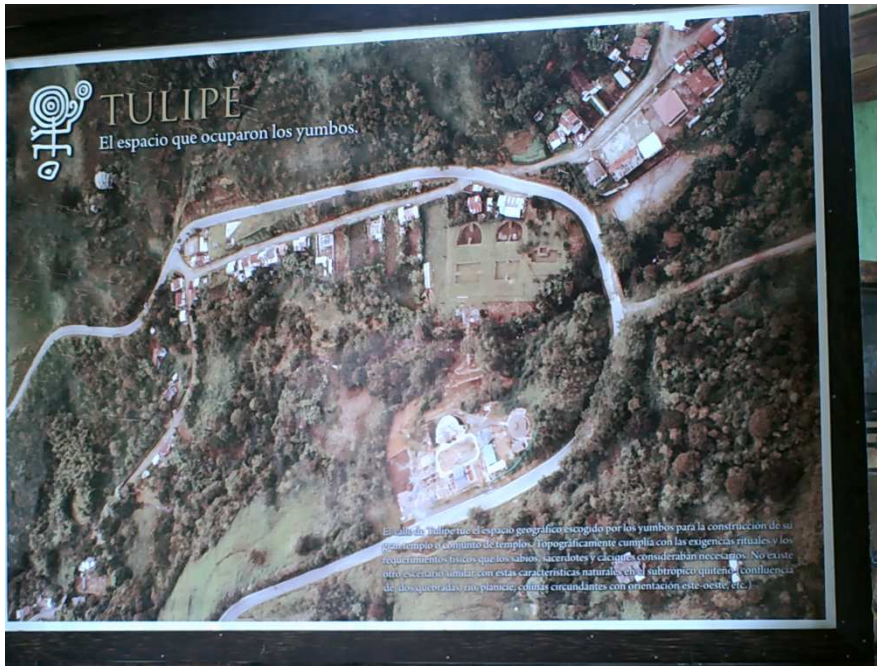 TULIPE
El espacio que ocuparon los yumbos.
El valle de Tulipe fue el espacio geográfico escogido por los yumbos para la construcción de su
gran templo o conjunto de templos. Topográficamente cumplía con las exigencias rituales y los
requerimientos físicos que los sabios, sacerdotes y caciques consideraban necesarios. No existe
otro escenario similar con estas características naturales en el subtrópico quiteño (confluencia
de dos quebradas, río, planicie, colinas circundantes con orientación este-oeste, etc.)